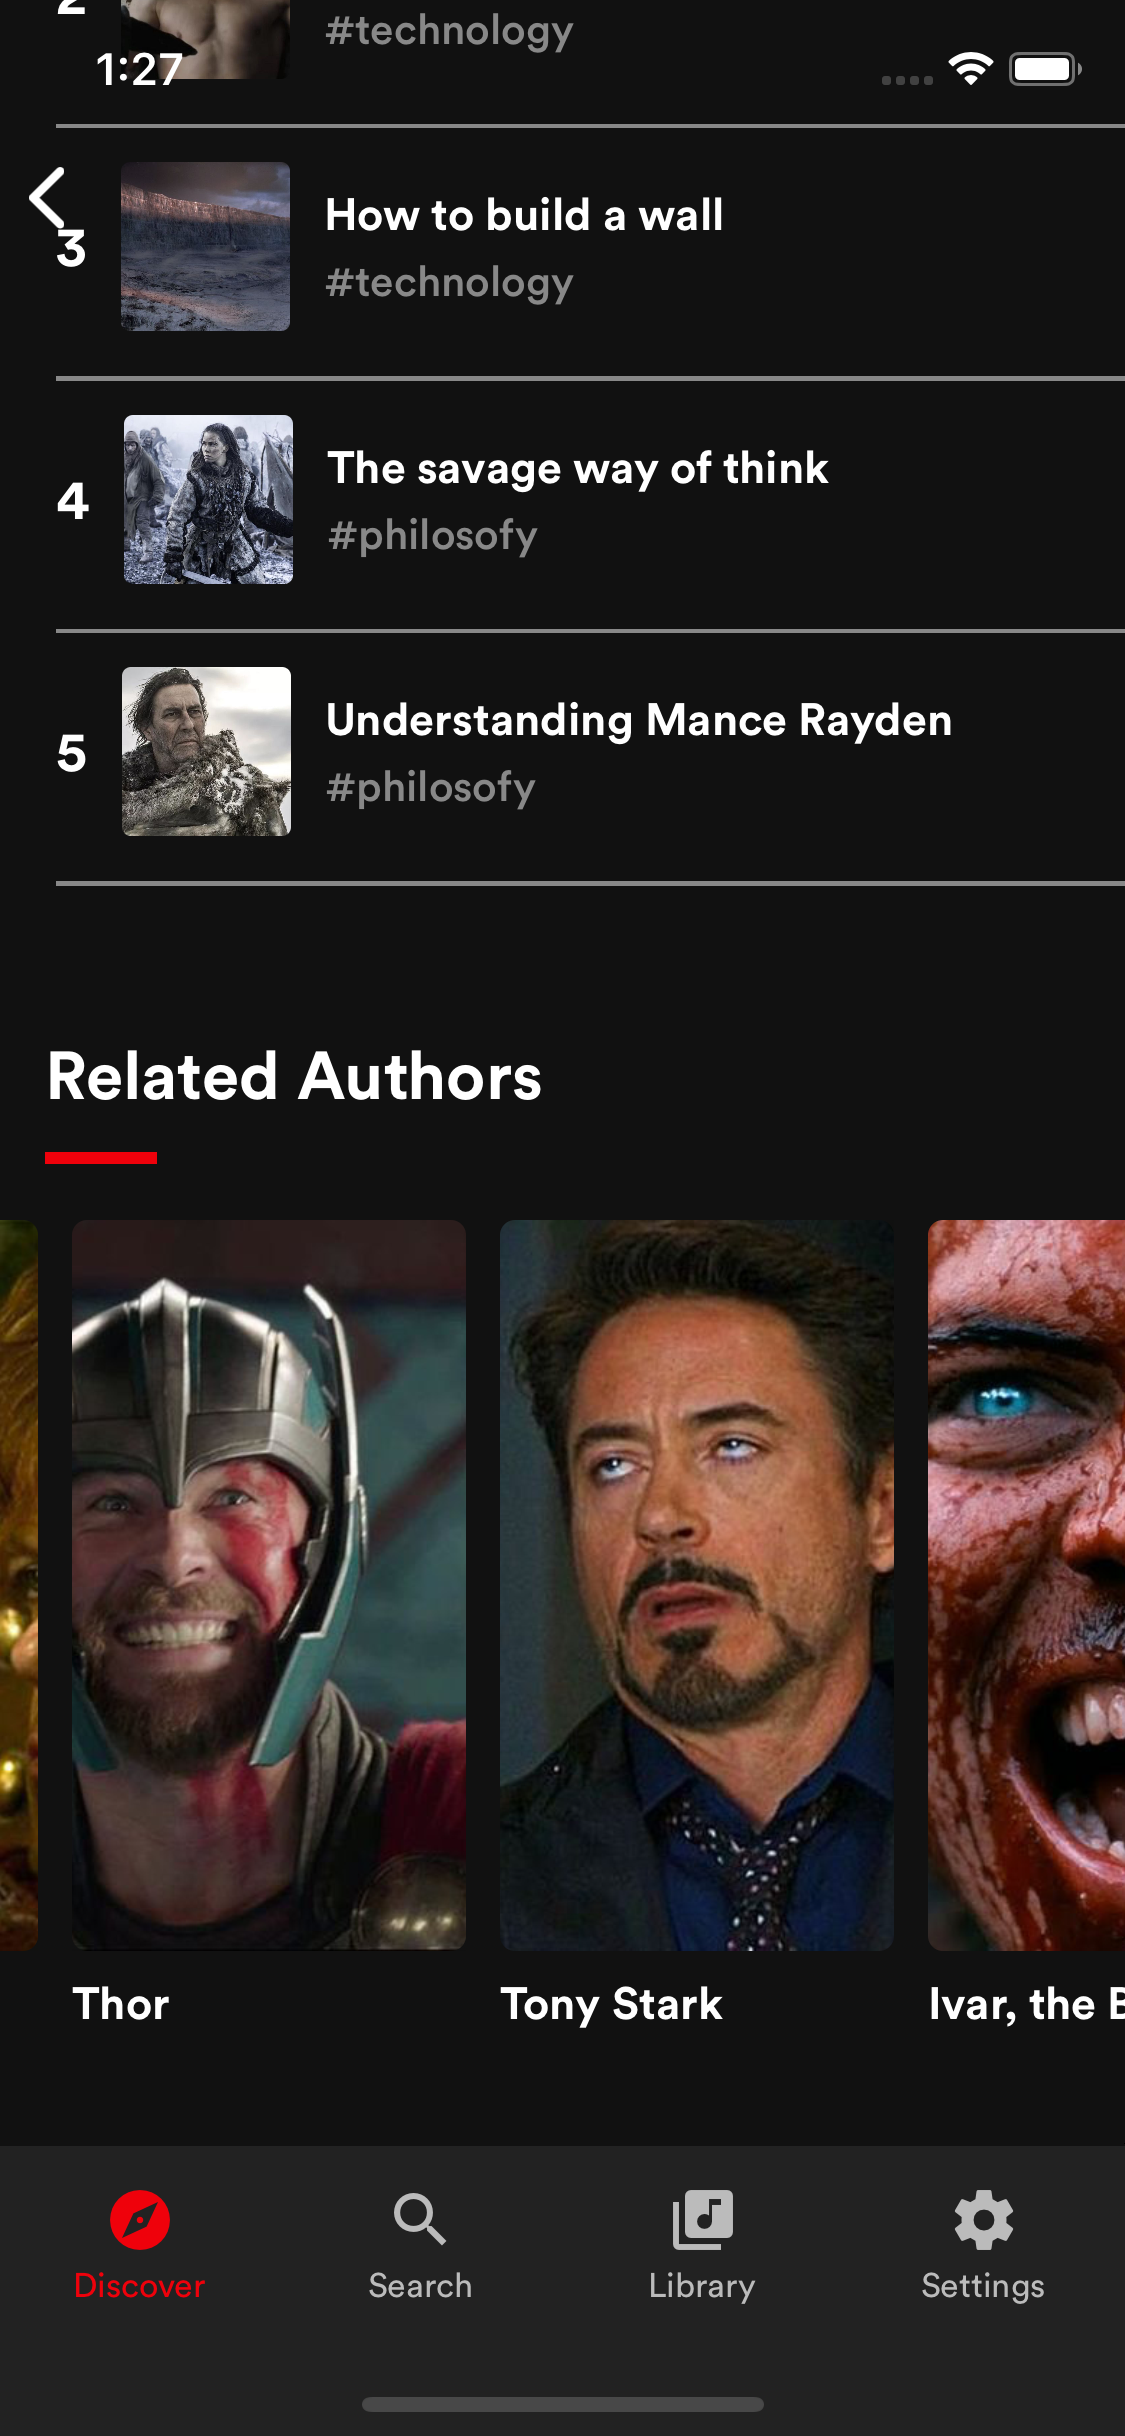 2
#technology
1:27
How to build a wall
3
#technology
The savage way of think
4
#philosofy
Understanding Mance Rayden
5
#philosofy
Related Authors
Thor
Tony Stark
Ivar, the B
Discover
Search
Library
Settings